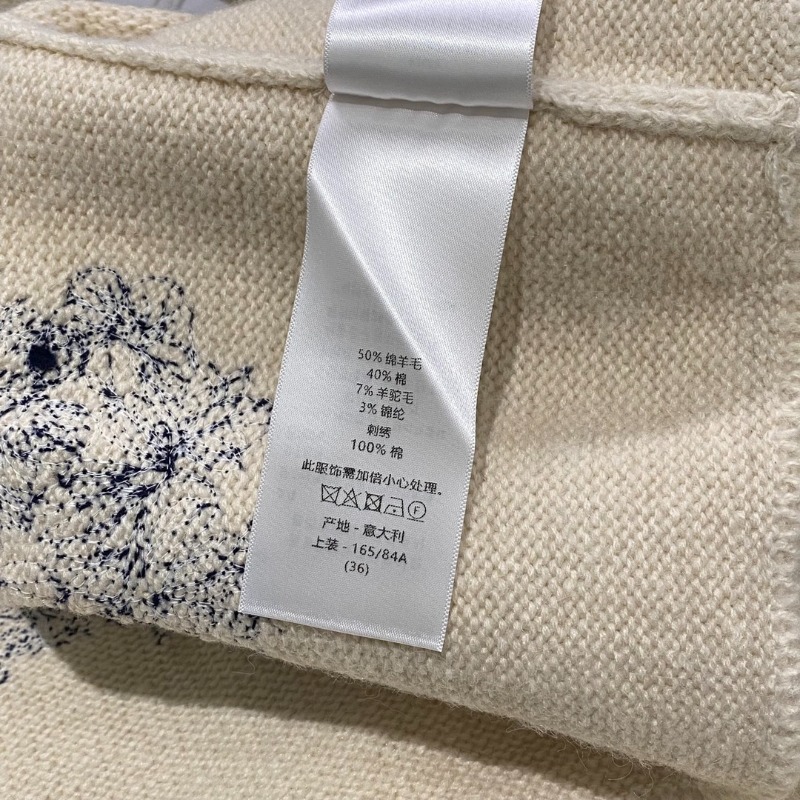 50% 绵羊毛
40% 棉
7% 羊驼毛
3% 锦纶
刺绣
100% 棉
此服饰需加倍小心处理。
F
产地 - 意大利
上装 - 165/84A
(36)